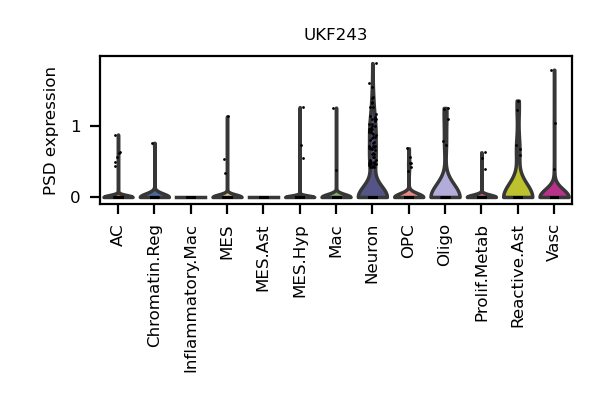 UKF243
PSD expression
1
0
AC
Chromatin.Reg
Inflammatory.Mac
MES
MES.Ast
MES.Hyp
Mac
Neuron
OPC
Oligo
Prolif.Metab
Reactive.Ast
Vasc